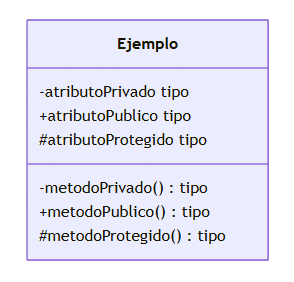 Ejemplo
-atributoPrivado tipo
+atributoPublico tipo
#atributoProtegido tipo
-metodoPrivado() : tipo
+metodoPublico() : tipo
#metodoProtegido() : tipo